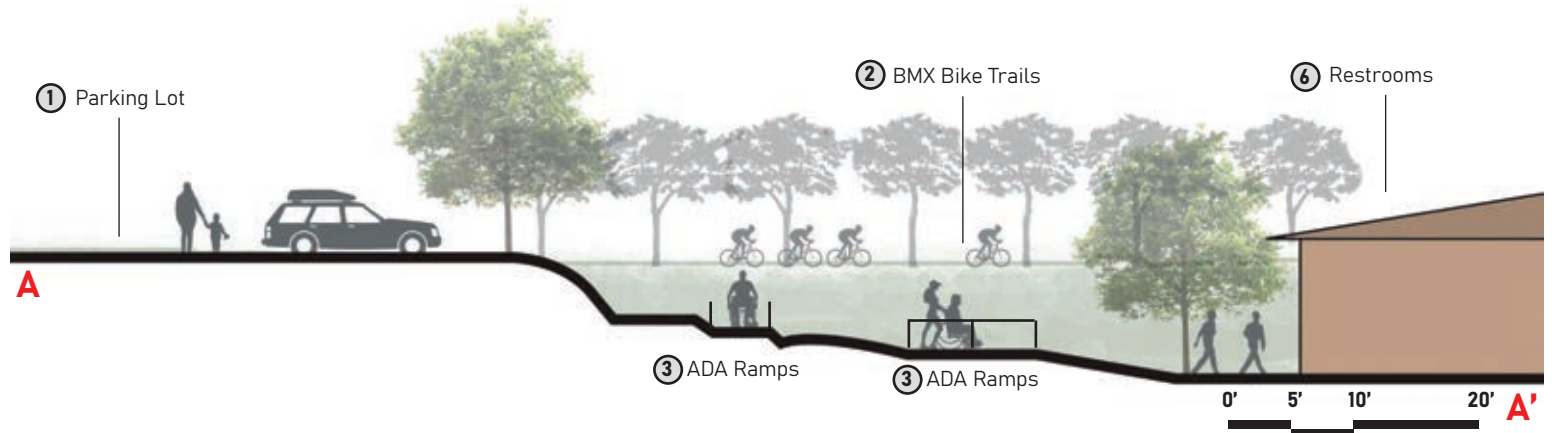 2 BMX Bike Trails
6 Restrooms
1 Parking Lot
A
3 ADA Ramps
3 ADA Ramps
0' 5' 10' 20'
A'